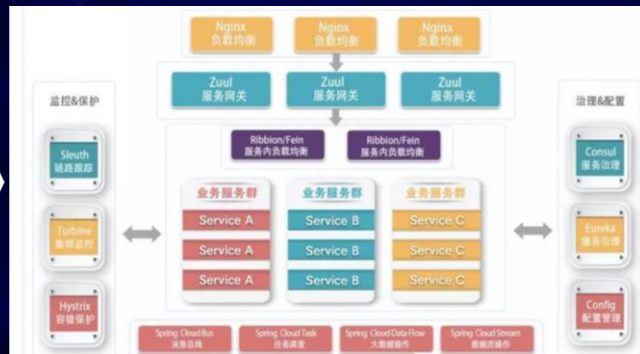 Nginx
负载均衡
Nginx
负载均衡
Nginx
负载均衡
Zuul
服务网关
Zuul
服务网关
Zuul
服务网关
监控&保护
Sleuth
链路跟踪
Turbine
集群监控
Hystrix
容错保护
Ribbion/Fein
服务内负载均衡
Ribbion/Fein
服务内负载均衡
业务服务群
Service A
Service A
Service A
业务服务群
Service B
Service B
Service B
业务服务群
Service C
Service C
Service C
治理&配置
Consul
服务治理
Eureka
服务治理
Config
配置管理
Spring Cloud Bus
消息总线
Spring Cloud Task
任务调度
Spring Cloud Data Flow
大数据操作
Spring Cloud Stream
数据流操作